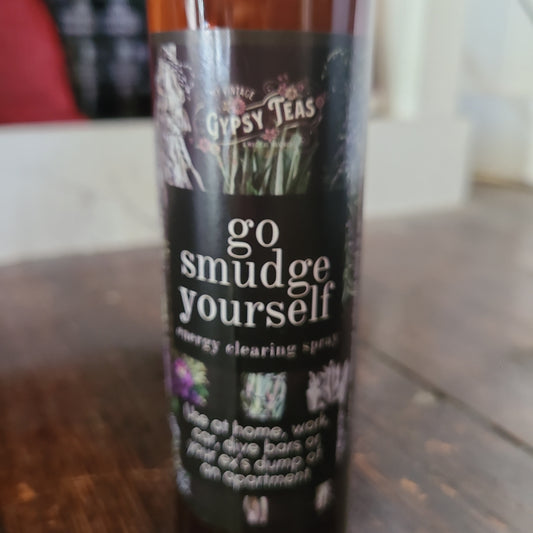 VINTAGE
GYPSY TEAS
go
smudge
yourself
energy clearing spray
Use at home, work,
car, dive bars or
your ex's dump of
an apartment